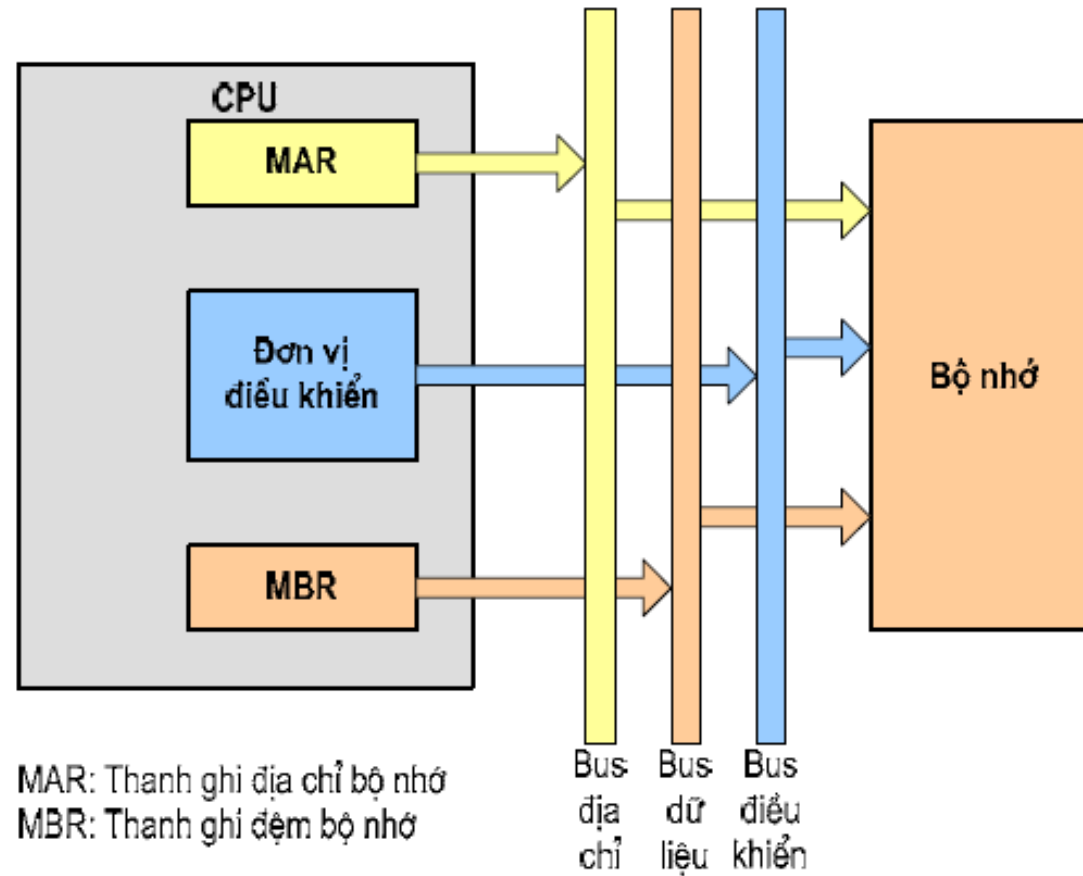 CPU
MAR
Đơn vị
điều khiển
MBR
Bộ nhớ
MAR: Thanh ghi địa chỉ bộ nhớ
MBR: Thanh ghi đệm bộ nhớ
Bus
địa
chỉ
Bus
dữ
liệu
Bus
điều
khiển